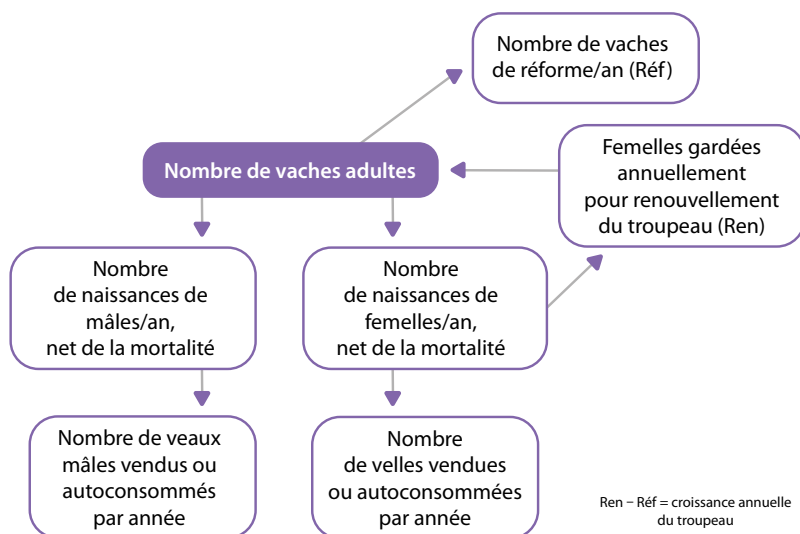 Nombre de vaches
de réforme/an (Réf)
Nombre de vaches adultes
Femelles gardées
annuellement
pour renouvellement
du troupeau (Ren)
Nombre
de naissances de
mâles/an,
net de la mortalité
Nombre
de naissances de
femelles/an,
net de la mortalité
Nombre de veaux
mâles vendus ou
autoconsommés
par année
Nombre
de velles vendues
ou autoconsommées
par année
Ren – Réf = croissance annuelle
du troupeau